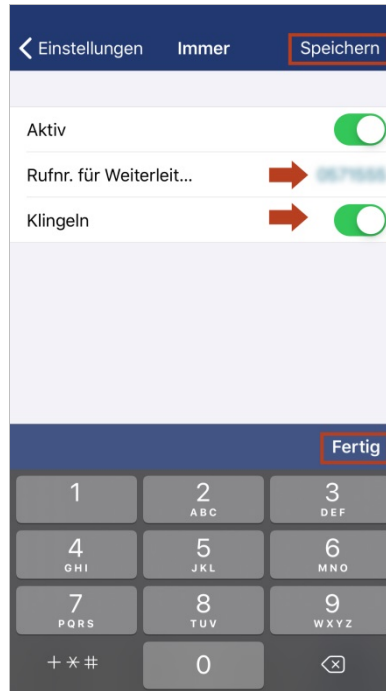 Einstellungen Immer Speichern
Aktiv
Rufnr. für Weiterleit...
Klingeln
Fertig
1 2 3
ABC DEF
4 5 6
GHI JKL MNO
7 8 9
PQRS TUV WXYZ
+*# 0